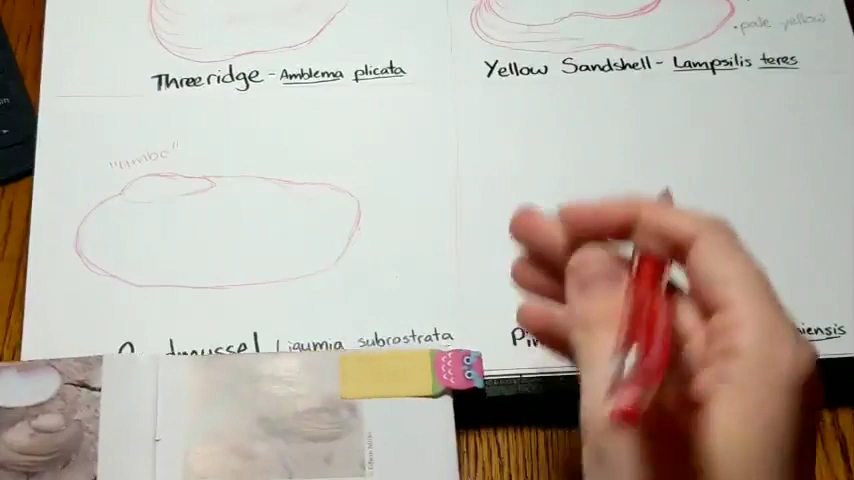 • pale yellow
Threeridge - Amblema plicata
Yellow Sandshell - Lampsilis teres
"umbo"
Ligumia subrostrata